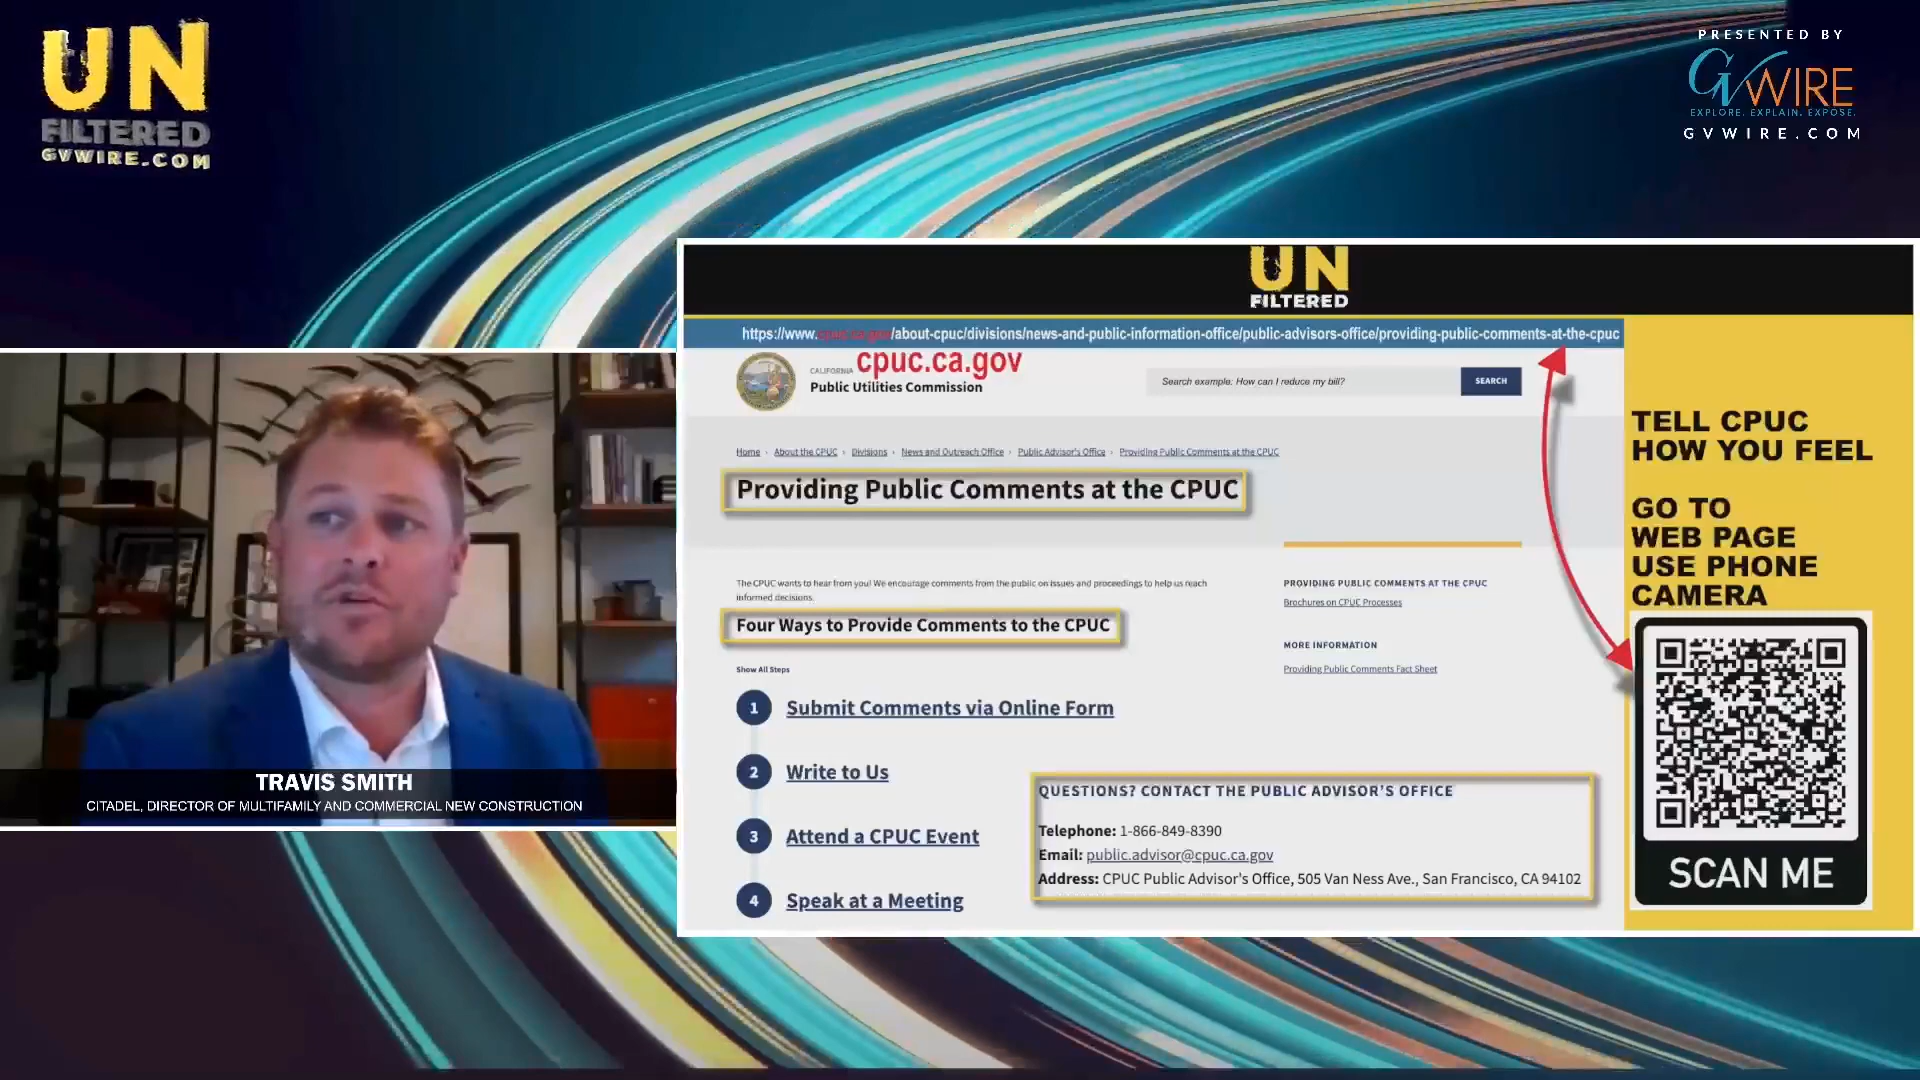 UN
FILTERED
GVWIRE.COM
PRESENTED BY
GVWIRE
EXPLORE. EXPLAIN. EXPOSE.
GVWIRE.COM
UN
FILTERED
https://www.cpuc.ca.gov/about-cpuc/divisions/news-and-public-information-office/public-advisors-office/providing-public-comments-at-the-cpuc
cpuc.ca.gov
CALIFORNIA
Public Utilities Commission
Search example: How can I reduce my bill?
SEARCH
Home › About the CPUC › Divisions › News and Outreach Office › Public Advisor's Office › Providing Public Comments at the CPUC
Providing Public Comments at the CPUC
The CPUC wants to hear from you! We encourage comments from the public on issues and proceedings to help us reach
informed decisions.
Four Ways to Provide Comments to the CPUC
Show All Steps
1 Submit Comments via Online Form
2 Write to Us
3 Attend a CPUC Event
4 Speak at a Meeting
PROVIDING PUBLIC COMMENTS AT THE CPUC
Brochures on CPUC Processes
MORE INFORMATION
Providing Public Comments Fact Sheet
QUESTIONS? CONTACT THE PUBLIC ADVISOR'S OFFICE
Telephone: 1-866-849-8390
Email: public.advisor@cpuc.ca.gov
Address: CPUC Public Advisor's Office, 505 Van Ness Ave., San Francisco, CA 94102
TELL CPUC
HOW YOU FEEL
GO TO
WEB PAGE
USE PHONE
CAMERA
SCAN ME
TRAVIS SMITH
CITADEL, DIRECTOR OF MULTIFAMILY AND COMMERCIAL NEW CONSTRUCTION